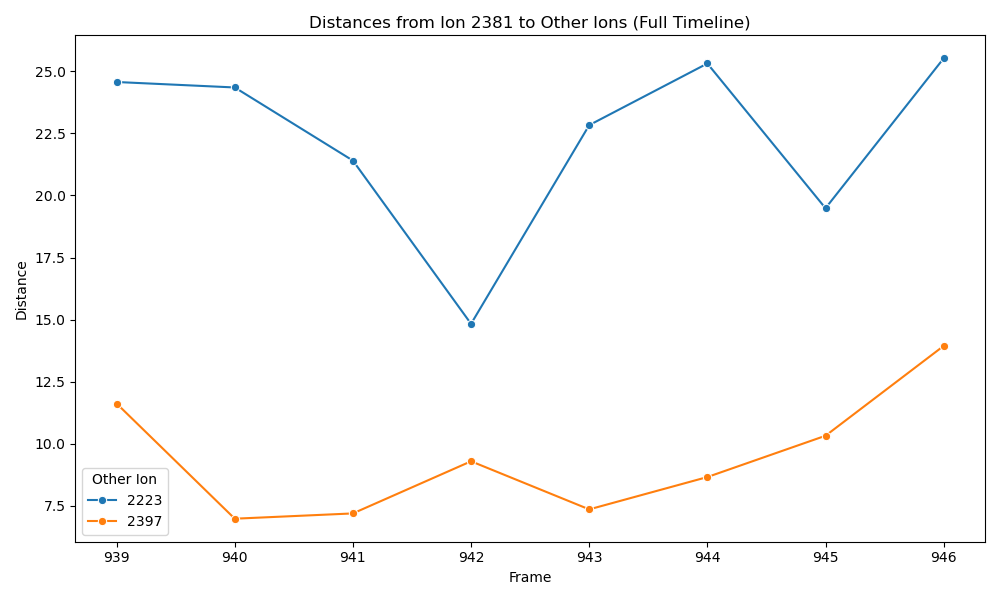 Distances from Ion 2381 to Other Ions (Full Timeline)
Distance
25.0
22.5
20.0
17.5
15.0
12.5
10.0
7.5
Other Ion
2223
2397
939 940 941 942 943 944 945 946
Frame